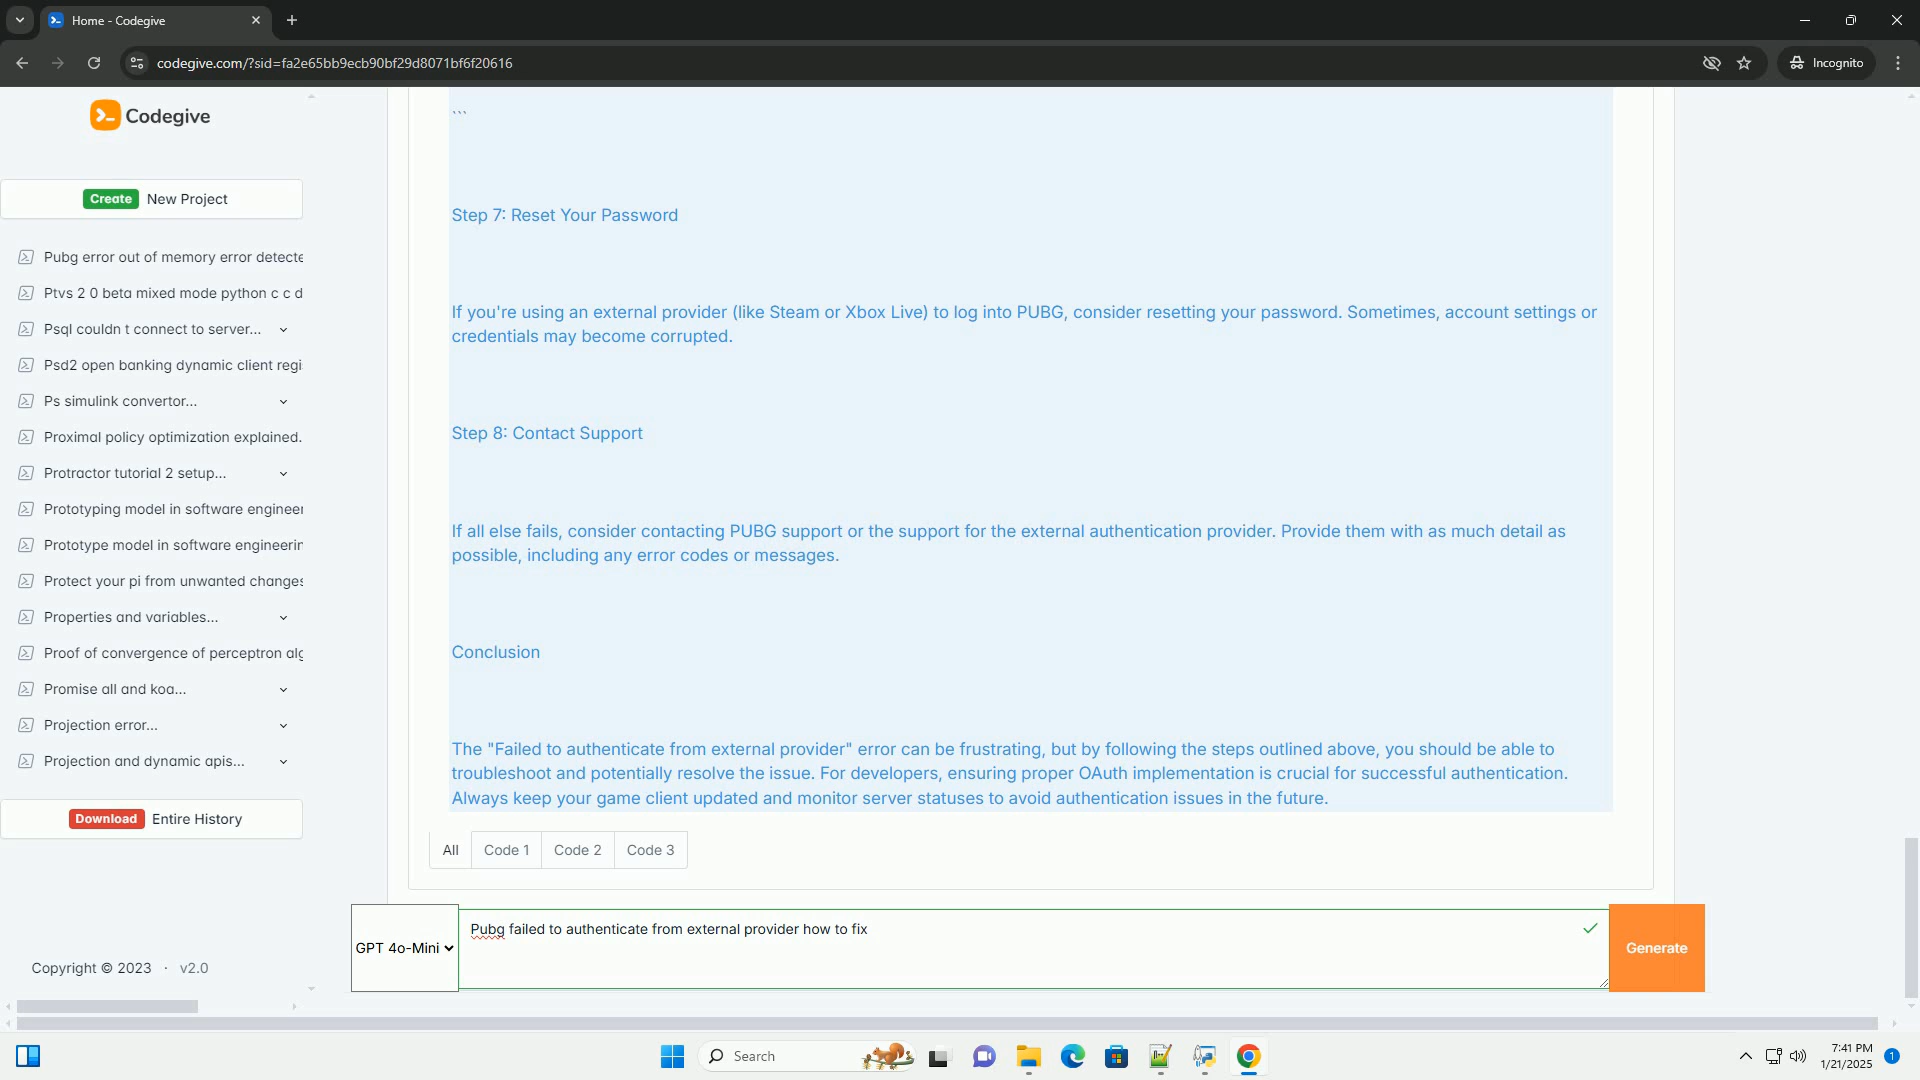 Home - Codegive
codegive.com/?sid=fa2e65bb9ecb90bf29d8071bf6f20616
Incognito
Codegive
Create New Project
Pubg error out of memory error detecte
Ptvs 2 0 beta mixed mode python c c d
Psql couldn t connect to server...
Psd2 open banking dynamic client regi
Ps simulink convertor...
Proximal policy optimization explained.
Protractor tutorial 2 setup...
Prototyping model in software engineer
Prototype model in software engineerin
Protect your pi from unwanted changes
Properties and variables...
Proof of convergence of perceptron alg
Promise all and koa...
Projection error...
Projection and dynamic apis...
Download Entire History
Copyright © 2023 · v2.0
```
Step 7: Reset Your Password
If you're using an external provider (like Steam or Xbox Live) to log into PUBG, consider resetting your password. Sometimes, account settings or
credentials may become corrupted.
Step 8: Contact Support
If all else fails, consider contacting PUBG support or the support for the external authentication provider. Provide them with as much detail as
possible, including any error codes or messages.
Conclusion
The "Failed to authenticate from external provider" error can be frustrating, but by following the steps outlined above, you should be able to
troubleshoot and potentially resolve the issue. For developers, ensuring proper OAuth implementation is crucial for successful authentication.
Always keep your game client updated and monitor server statuses to avoid authentication issues in the future.
All Code 1 Code 2 Code 3
GPT 4o-Mini
Pubg failed to authenticate from external provider how to fix
Generate
Search
7:41 PM
1/21/2025
1